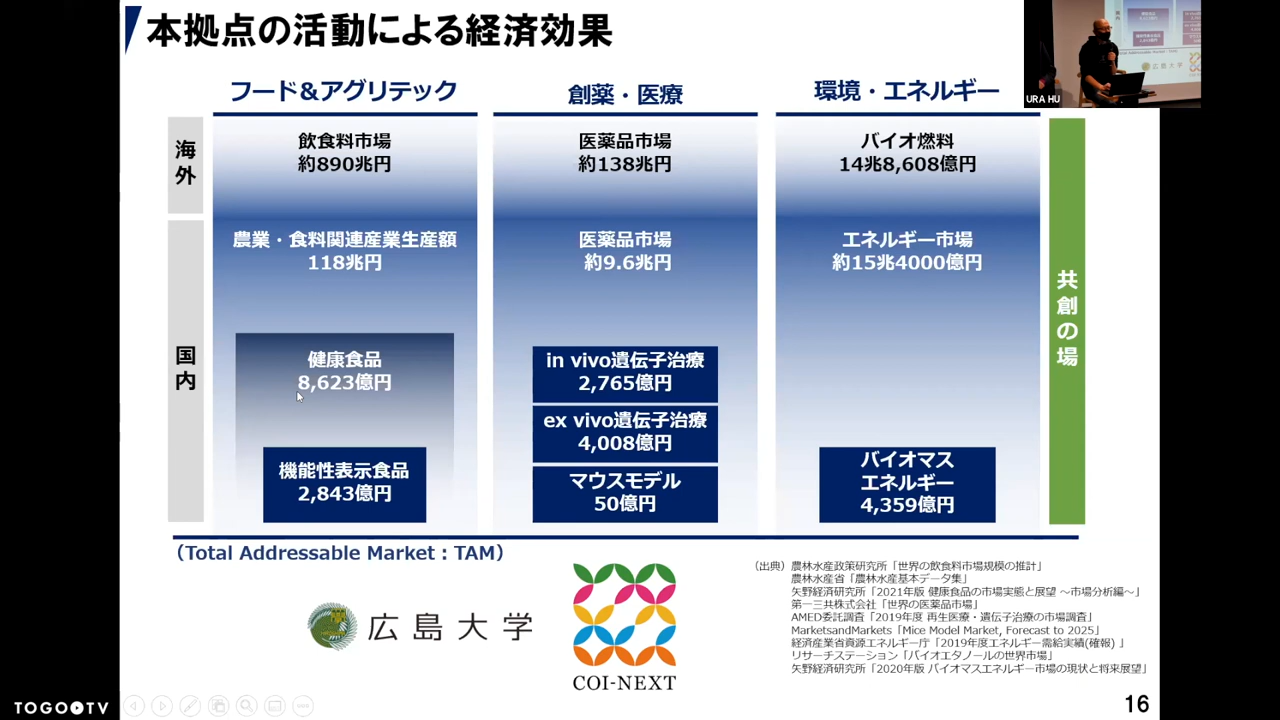 本拠点の活動による経済効果
フード&アグリテック
創薬・医療
環境・エネルギー
URA HU
海外
飲食料市場
約890兆円
医薬品市場
約138兆円
バイオ燃料
14兆8,608億円
国内
農業・食料関連産業生産額
118兆円
医薬品市場
約9.6兆円
エネルギー市場
約15兆4000億円
健康食品
8,623億円
機能性表示食品
2,843億円
in vivo遺伝子治療
2,765億円
ex vivo遺伝子治療
4,008億円
マウスモデル
50億円
バイオマス
エネルギー
4,359億円
共創の場
（Total Addressable Market：TAM）
広島大学
COI-NEXT
（出典）農林水産政策研究所「世界の飲食料市場規模の推計」
農林水産省「農林水産基本データ集」
矢野経済研究所「2021年版 健康食品の市場実態と展望 ～市場分析編～」
第一三共株式会社「世界の医薬品市場」
AMED委託調査「2019年度 再生医療・遺伝子治療の市場調査」
MarketsandMarkets「Mice Model Market, Forecast to 2025」
経済産業省資源エネルギー庁「2019年度エネルギー需給実績(確報) 」
リサーチステーション「バイオエタノールの世界市場」
矢野経済研究所「2020年版 バイオマスエネルギー市場の現状と将来展望」
TOGOTV
16